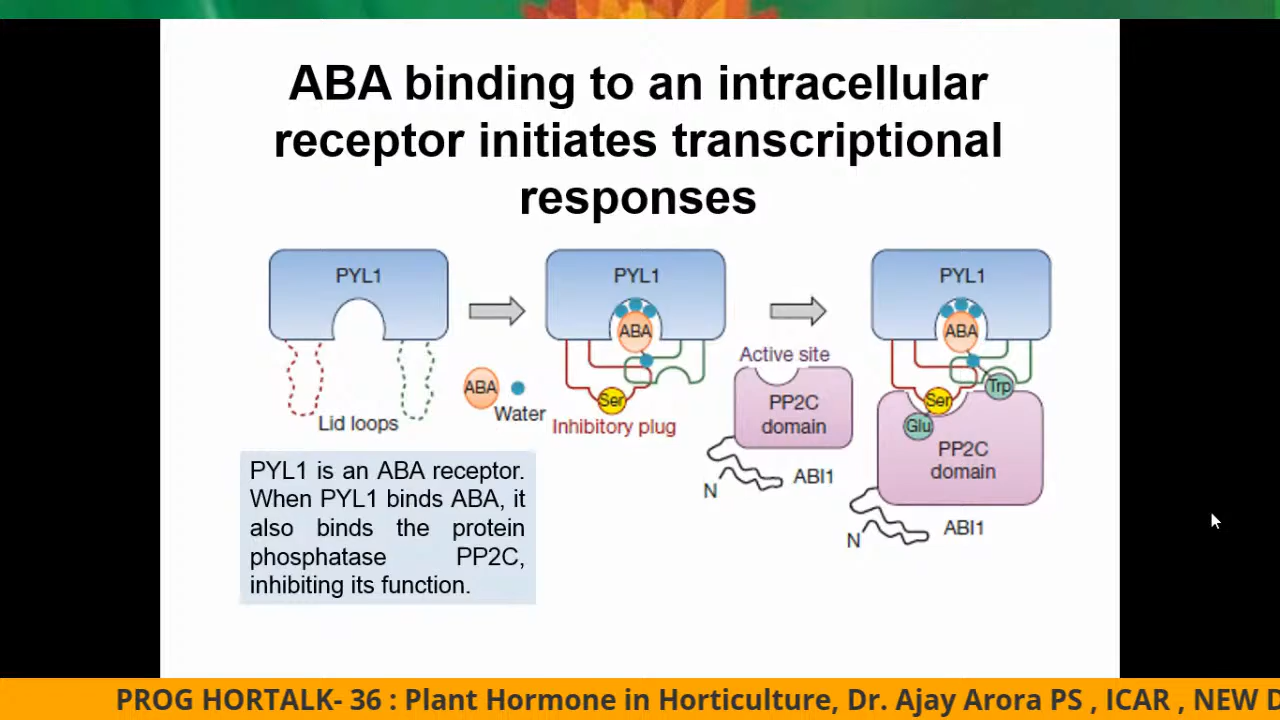 ABA binding to an intracellular
receptor initiates transcriptional
responses
PYL1
Lid loops
ABA
Water
PYL1
ABA
Ser
Inhibitory plug
Active site
PP2C
domain
N
ABI1
PYL1
ABA
Trp
Ser
Glu
PP2C
domain
N
ABI1
PYL1 is an ABA receptor.
When PYL1 binds ABA, it
also binds the protein
phosphatase PP2C,
inhibiting its function.
PROG HORTALK- 36 : Plant Hormone in Horticulture, Dr. Ajay Arora PS , ICAR , NEW D